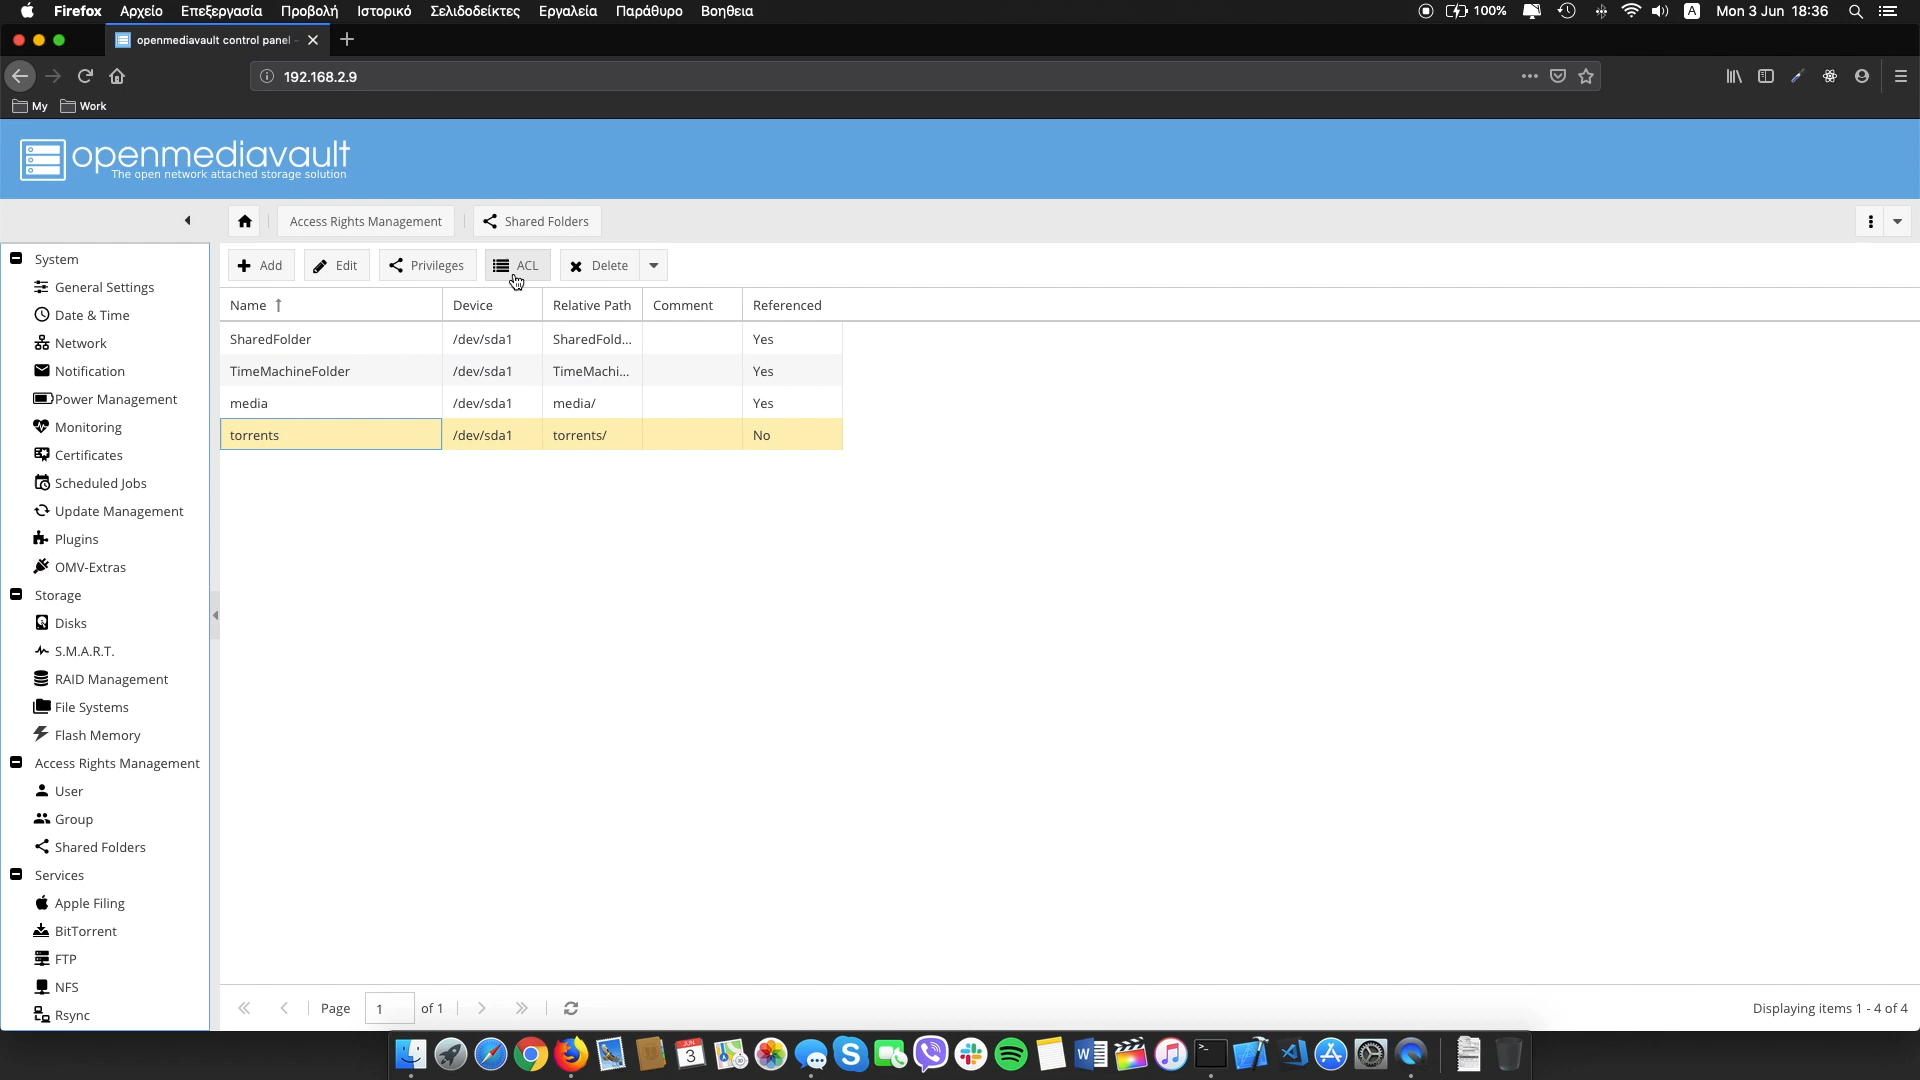 Firefox Αρχείο Επεξεργασία Προβολή Ιστορικό Σελιδοδείκτες Εργαλεία Παράθυρο Βοήθεια
100% A Mon 3 Jun 18:36
openmediavault control panel -
192.168.2.9
My Work
openmediavault
The open network attached storage solution
Access Rights Management Shared Folders
Add Edit Privileges ACL Delete
Name Device Relative Path Comment Referenced
SharedFolder /dev/sda1 SharedFold... Yes
TimeMachineFolder /dev/sda1 TimeMachi... Yes
media /dev/sda1 media/ Yes
torrents /dev/sda1 torrents/ No
System
General Settings
Date & Time
Network
Notification
Power Management
Monitoring
Certificates
Scheduled Jobs
Update Management
Plugins
OMV-Extras
Storage
Disks
S.M.A.R.T.
RAID Management
File Systems
Flash Memory
Access Rights Management
User
Group
Shared Folders
Services
Apple Filing
BitTorrent
FTP
NFS
Rsync
Page 1 of 1 Displaying items 1 - 4 of 4
JUN
3